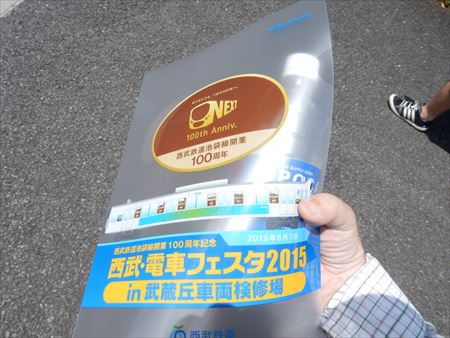 NEXT
100th Anniv.
西武鉄道池袋線開業
100周年
西武鉄道池袋線開業100周年記念
2015年6月7日
西武・電車フェスタ2015
in 武蔵丘車両検修場
西武鉄道